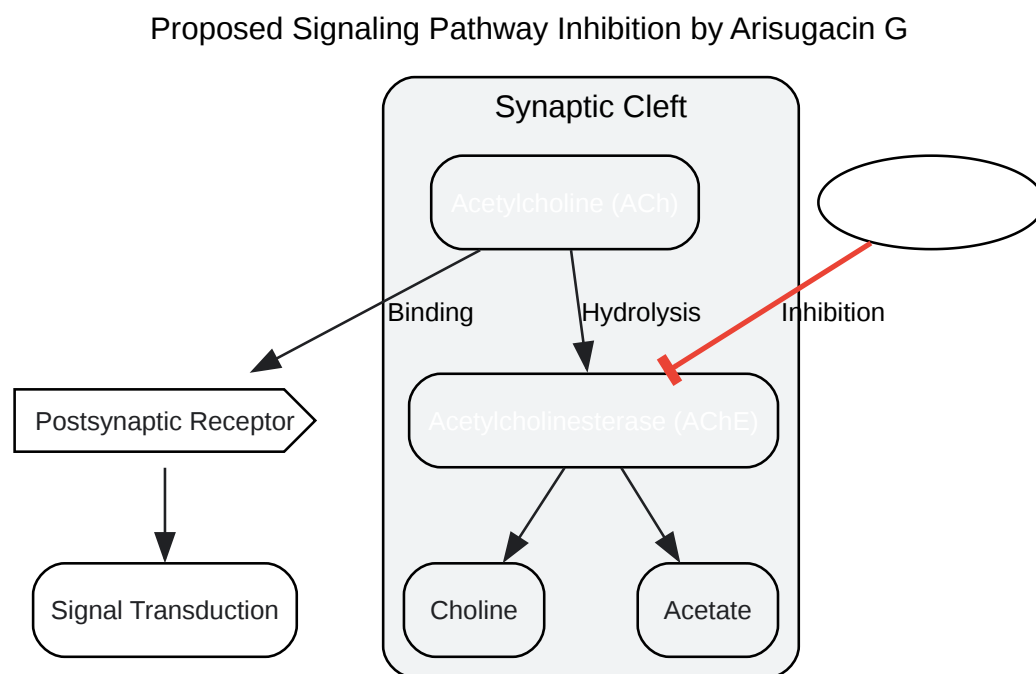 Proposed Signaling Pathway Inhibition by Arisugacin G
Synaptic Cleft
Acetylcholine (ACh)
Binding
Hydrolysis
Inhibition
Postsynaptic Receptor
Acetylcholinesterase (AChE)
Signal Transduction
Choline
Acetate